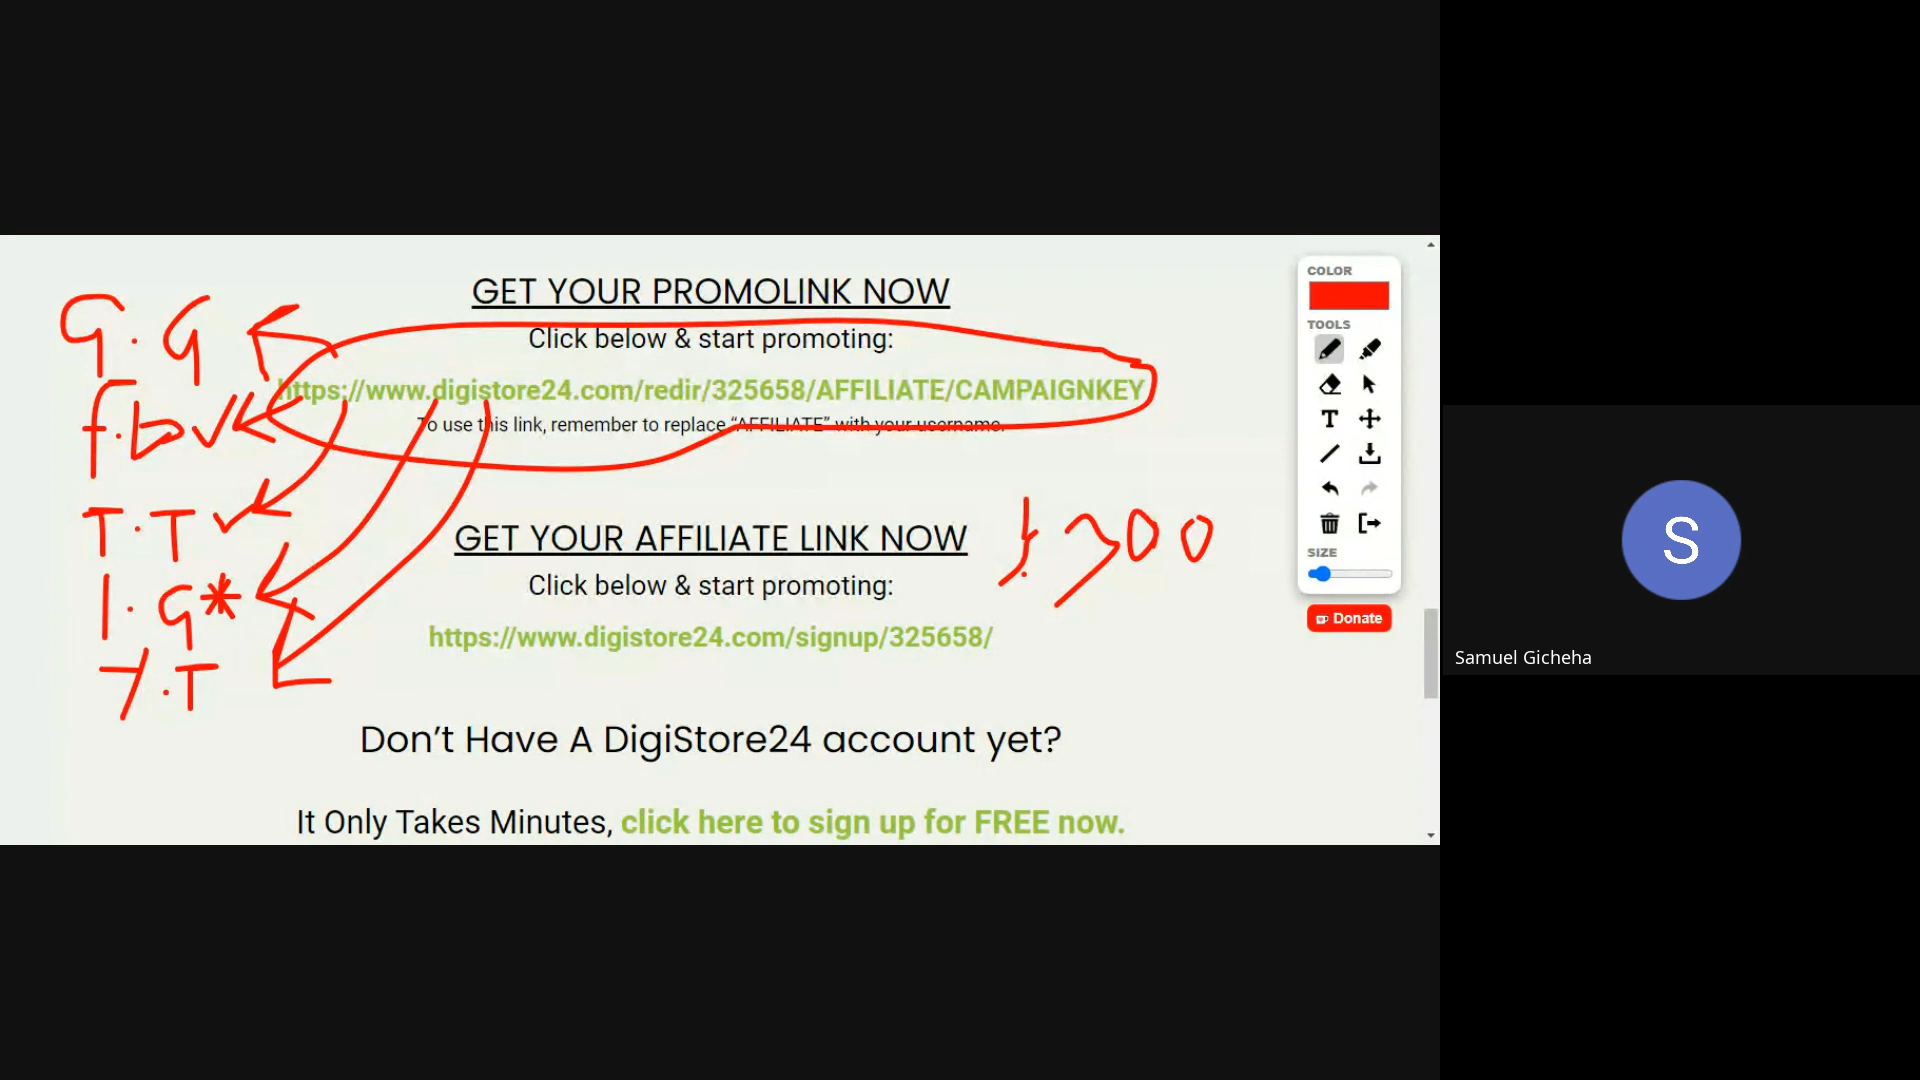 GET YOUR PROMOLINK NOW
Click below & start promoting:
https://www.digistore24.com/redir/325658/AFFILIATE/CAMPAIGNKEY
To use this link, remember to replace “AFFILIATE” with your username.
GET YOUR AFFILIATE LINK NOW
Click below & start promoting:
https://www.digistore24.com/signup/325658/
Don’t Have A DigiStore24 account yet?
It Only Takes Minutes, click here to sign up for FREE now.
G.G
f.b
T.T
I.G*
Y.T
$300
COLOR
TOOLS
T
SIZE
Donate
S
Samuel Gicheha